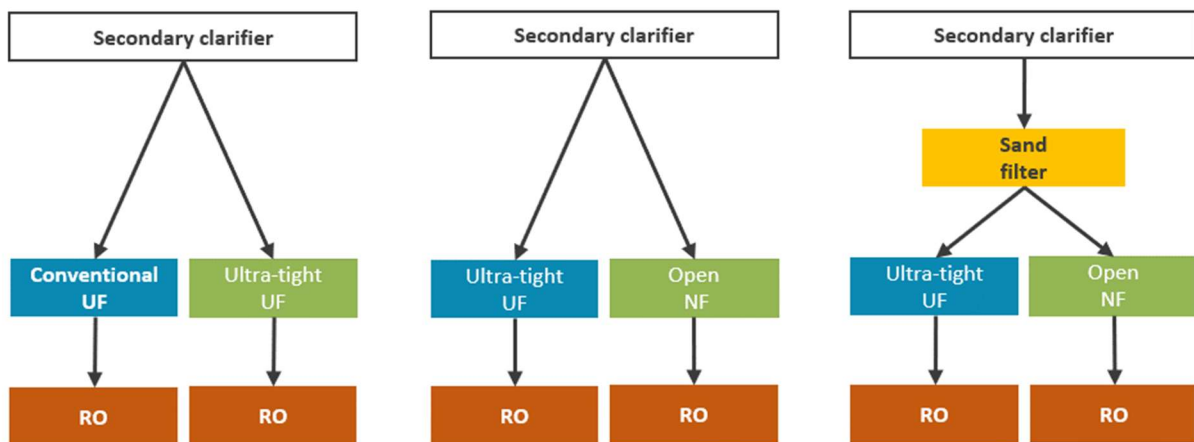 Secondary clarifier
Secondary clarifier
Secondary clarifier
Sand
filter
Conventional
UF
Ultra-tight
UF
Ultra-tight
UF
Open
NF
Ultra-tight
UF
Open
NF
RO
RO
RO
RO
RO
RO